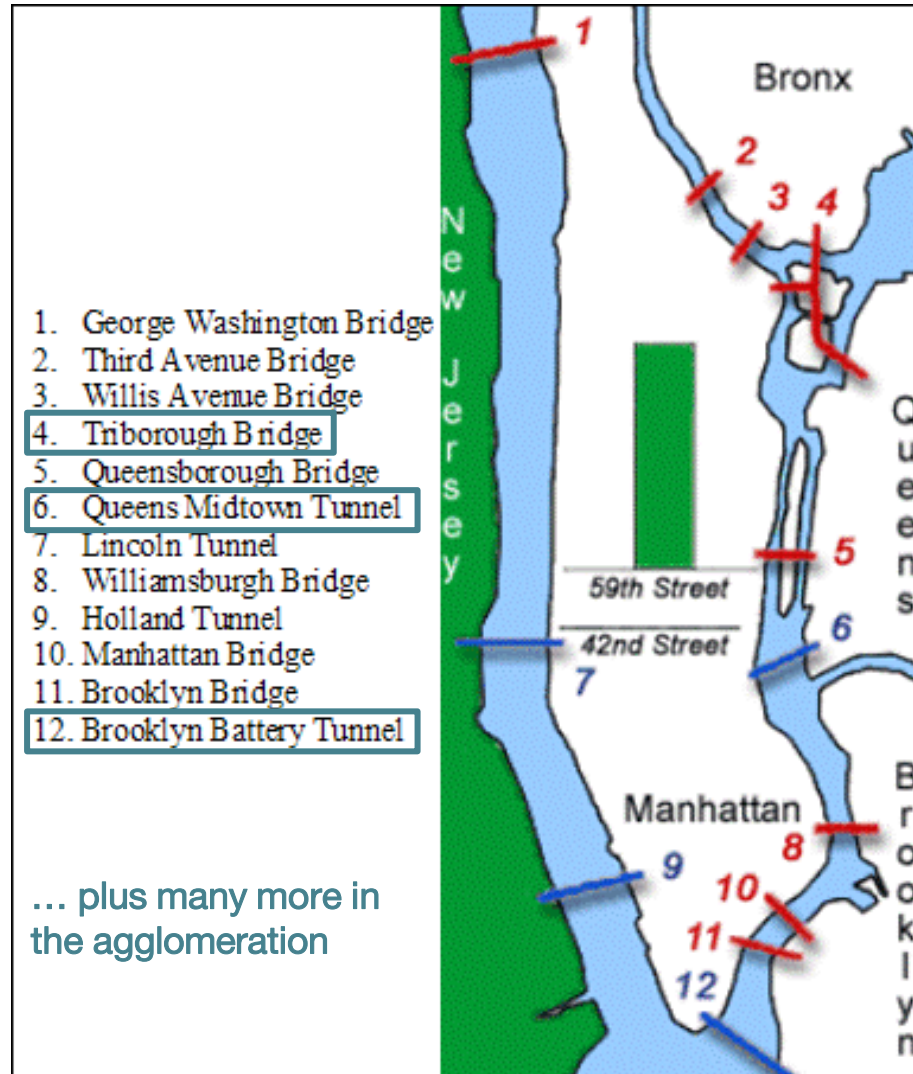 1. George Washington Bridge
2. Third Avenue Bridge
3. Willis Avenue Bridge
4. Triborough Bridge
5. Queensborough Bridge
6. Queens Midtown Tunnel
7. Lincoln Tunnel
8. Williamsburgh Bridge
9. Holland Tunnel
10. Manhattan Bridge
11. Brooklyn Bridge
12. Brooklyn Battery Tunnel
... plus many more in
the agglomeration
New Jersey
1
Bronx
2
3
4
Queens
59th Street
5
42nd Street
6
7
Manhattan
Brooklyn
8
9
10
11
12